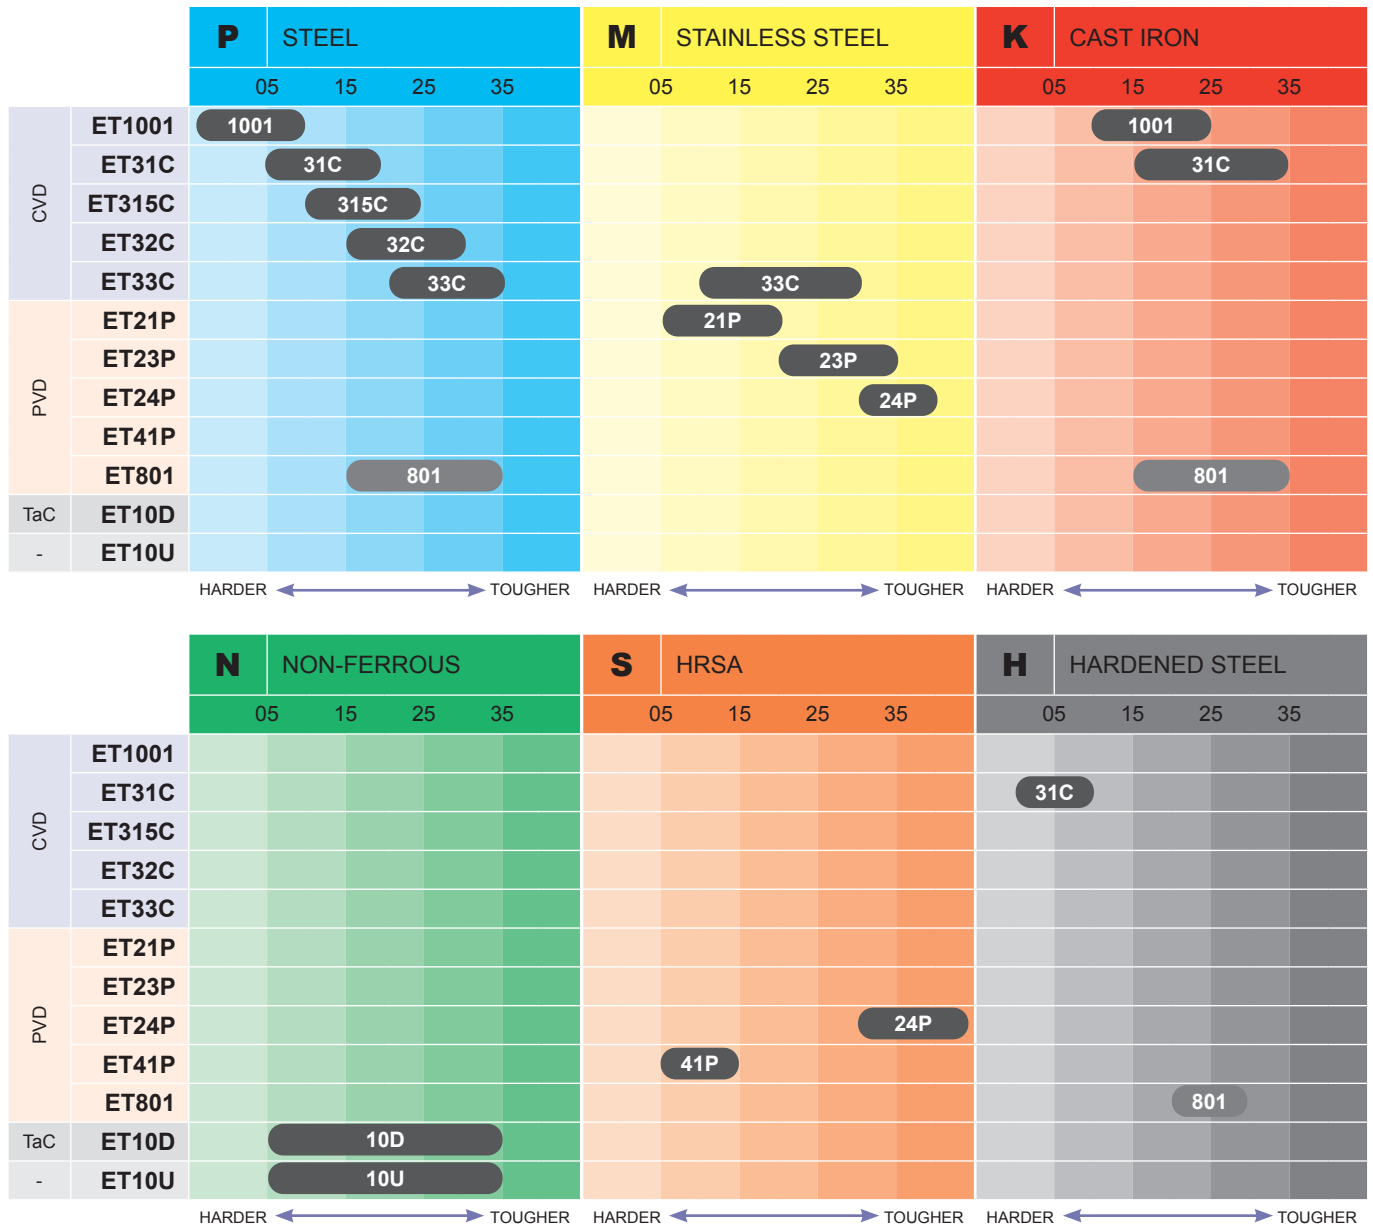 P STEEL M STAINLESS STEEL K CAST IRON
05 15 25 35 05 15 25 35 05 15 25 35
CVD
ET1001 1001 1001
ET31C 31C 31C
ET315C 315C
ET32C 32C
ET33C 33C 33C
PVD
ET21P 21P
ET23P 23P
ET24P 24P
ET41P
ET801 801 801
TaC ET10D
- ET10U
HARDER TOUGHER HARDER TOUGHER HARDER TOUGHER
N NON-FERROUS S HRSA H HARDENED STEEL
05 15 25 35 05 15 25 35 05 15 25 35
CVD
ET1001
ET31C 31C
ET315C
ET32C
ET33C
PVD
ET21P
ET23P
ET24P 24P
ET41P 41P
ET801 801
TaC ET10D 10D
- ET10U 10U
HARDER TOUGHER HARDER TOUGHER HARDER TOUGHER